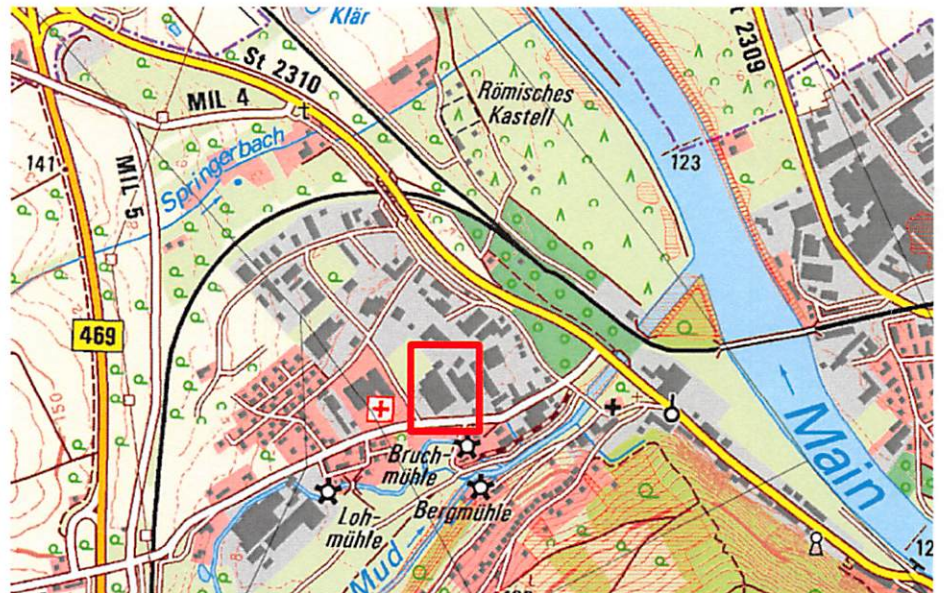 Klär
St 2310
St 2309
MIL 4
Römisches
Kastell
141
123
MIL 5
Springerbach
469
150
Main
Bruch-
mühle
Bergmühle
Loh-
mühle
Mud
12